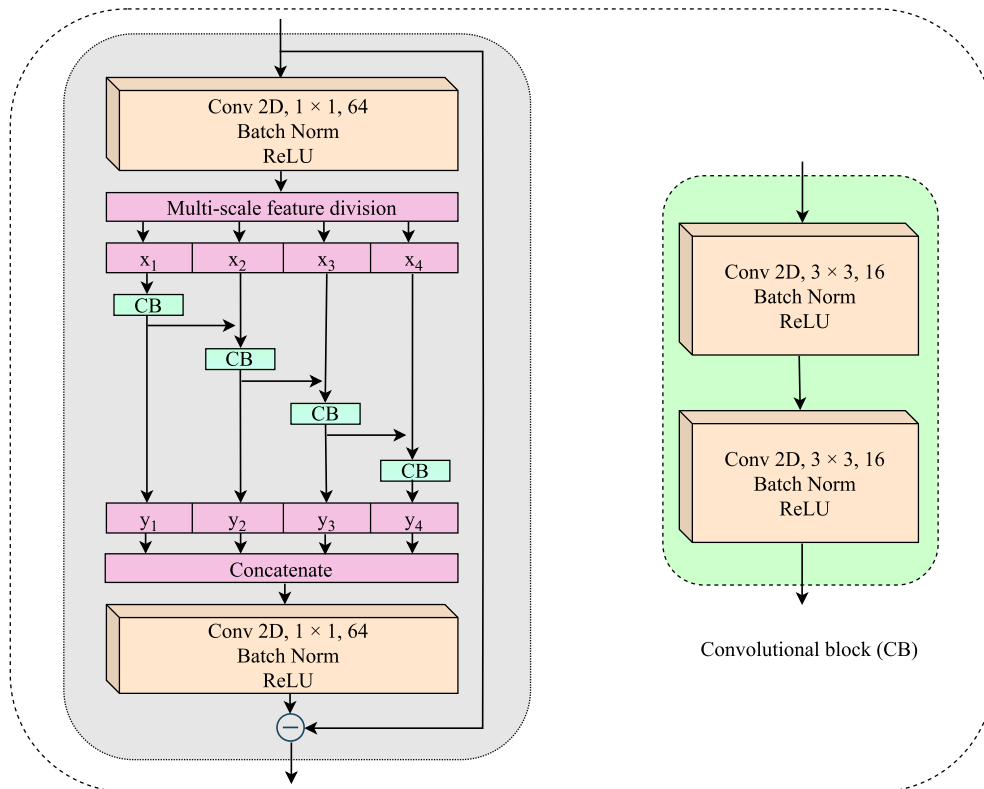 Conv 2D, 1 × 1, 64
Batch Norm
ReLU
Multi-scale feature division
x₁ x₂ x₃ x₄
CB
CB
CB
CB
y₁ y₂ y₃ y₄
Concatenate
Conv 2D, 1 × 1, 64
Batch Norm
ReLU
Conv 2D, 3 × 3, 16
Batch Norm
ReLU
Conv 2D, 3 × 3, 16
Batch Norm
ReLU
Convolutional block (CB)